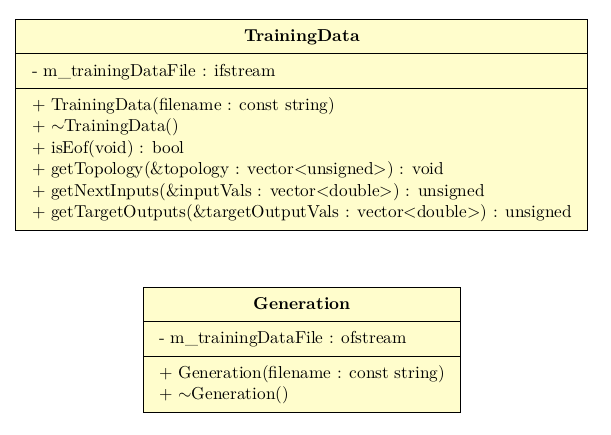 TrainingData
- m_trainingDataFile : ifstream
+ TrainingData(filename : const string)
+ ~TrainingData()
+ isEof(void) : bool
+ getTopology(&topology : vector<unsigned>) : void
+ getNextInputs(&inputVals : vector<double>) : unsigned
+ getTargetOutputs(&targetOutputVals : vector<double>) : unsigned
Generation
- m_trainingDataFile : ofstream
+ Generation(filename : const string)
+ ~Generation()